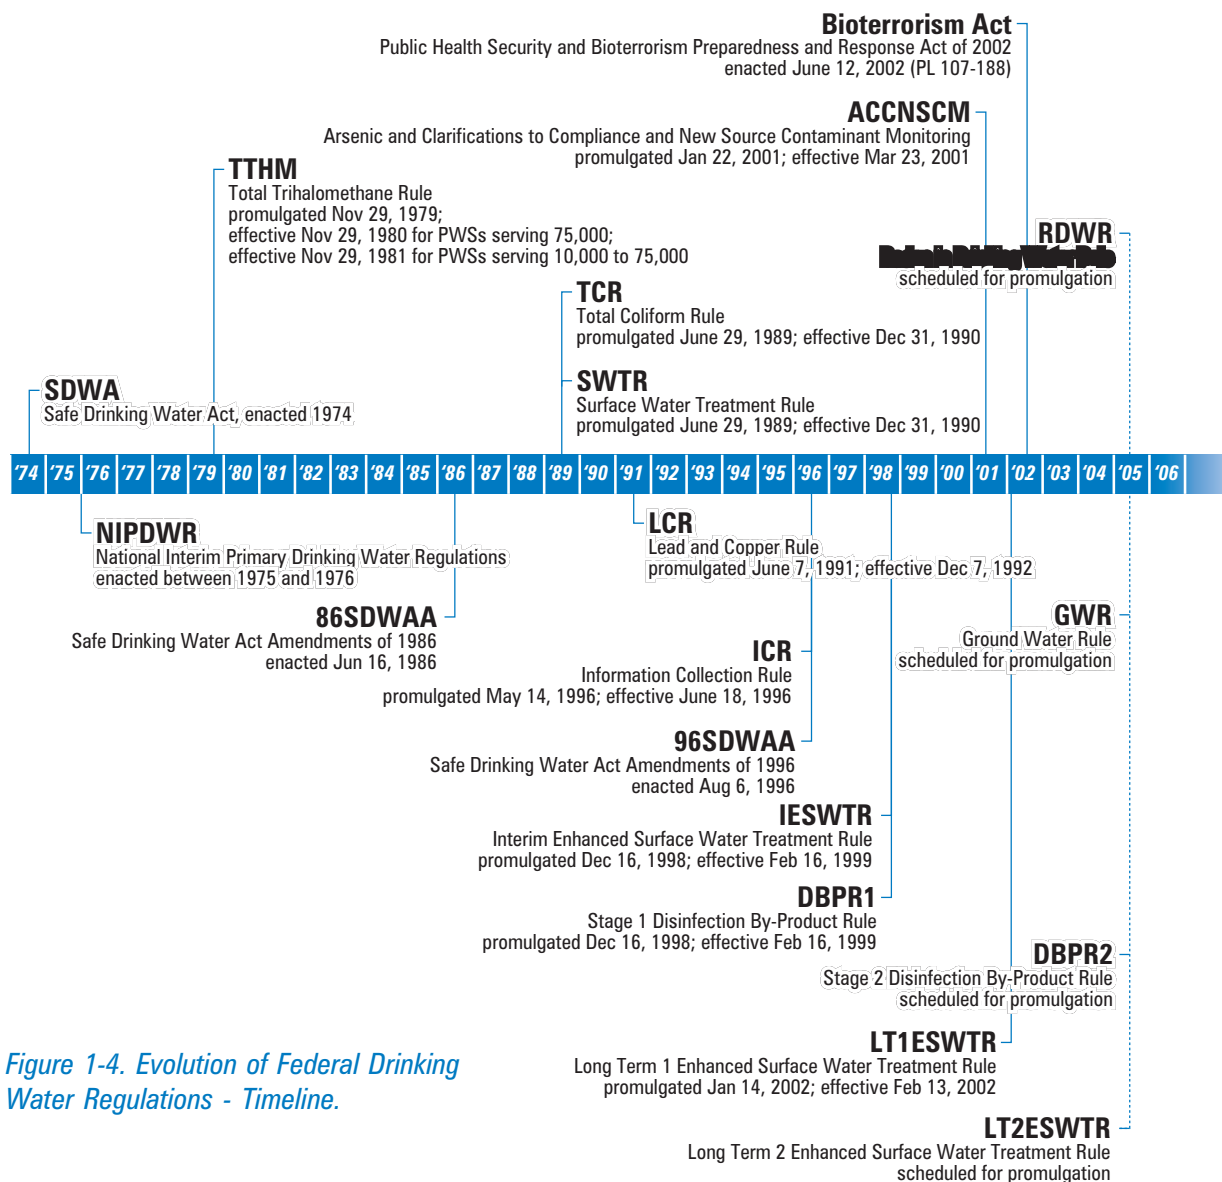 Bioterrorism Act
Public Health Security and Bioterrorism Preparedness and Response Act of 2002
enacted June 12, 2002 (PL 107-188)
ACCNSCM
Arsenic and Clarifications to Compliance and New Source Contaminant Monitoring
promulgated Jan 22, 2001; effective Mar 23, 2001
TTHM
Total Trihalomethane Rule
promulgated Nov 29, 1979;
effective Nov 29, 1980 for PWSs serving 75,000;
effective Nov 29, 1981 for PWSs serving 10,000 to 75,000
RDWR
Drinking Water Rule
scheduled for promulgation
TCR
Total Coliform Rule
promulgated June 29, 1989; effective Dec 31, 1990
SWTR
Surface Water Treatment Rule
promulgated June 29, 1989; effective Dec 31, 1990
SDWA
Safe Drinking Water Act, enacted 1974
'74 '75 '76 '77 '78 '79 '80 '81 '82 '83 '84 '85 '86 '87 '88 '89 '90 '91 '92 '93 '94 '95 '96 '97 '98 '99 '00 '01 '02 '03 '04 '05 '06
NIPDWR
National Interim Primary Drinking Water Regulations
enacted between 1975 and 1976
LCR
Lead and Copper Rule
promulgated June 7, 1991; effective Dec 7, 1992
86SDWAA
Safe Drinking Water Act Amendments of 1986
enacted Jun 16, 1986
GWR
Ground Water Rule
scheduled for promulgation
ICR
Information Collection Rule
promulgated May 14, 1996; effective June 18, 1996
96SDWAA
Safe Drinking Water Act Amendments of 1996
enacted Aug 6, 1996
IESWTR
Interim Enhanced Surface Water Treatment Rule
promulgated Dec 16, 1998; effective Feb 16, 1999
DBPR1
Stage 1 Disinfection By-Product Rule
promulgated Dec 16, 1998; effective Feb 16, 1999
DBPR2
Stage 2 Disinfection By-Product Rule
scheduled for promulgation
LT1ESWTR
Long Term 1 Enhanced Surface Water Treatment Rule
promulgated Jan 14, 2002; effective Feb 13, 2002
LT2ESWTR
Long Term 2 Enhanced Surface Water Treatment Rule
scheduled for promulgation
Figure 1-4. Evolution of Federal Drinking
Water Regulations - Timeline.